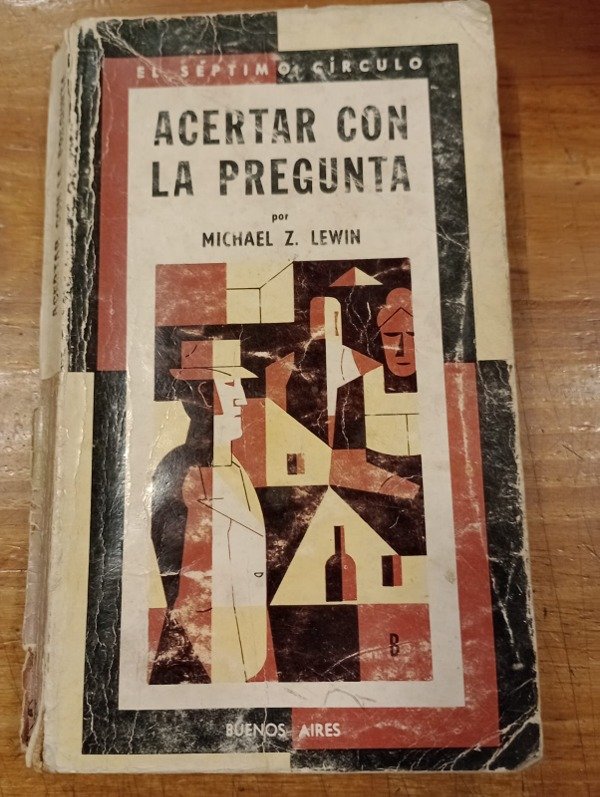 EL SÉPTIMO CÍRCULO
ACERTAR CON
LA PREGUNTA
por
MICHAEL Z. LEWIN
B
BUENOS AIRES